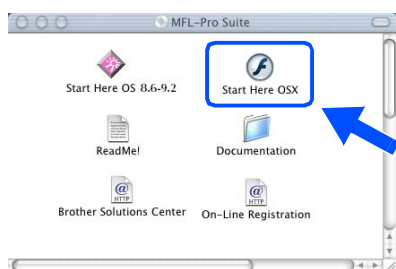 MFL-Pro Suite
Start Here OS 8.6-9.2
Start Here OSX
ReadMe!
Documentation
@
HTTP
@
HTTP
Brother Solutions Center
On-Line Registration